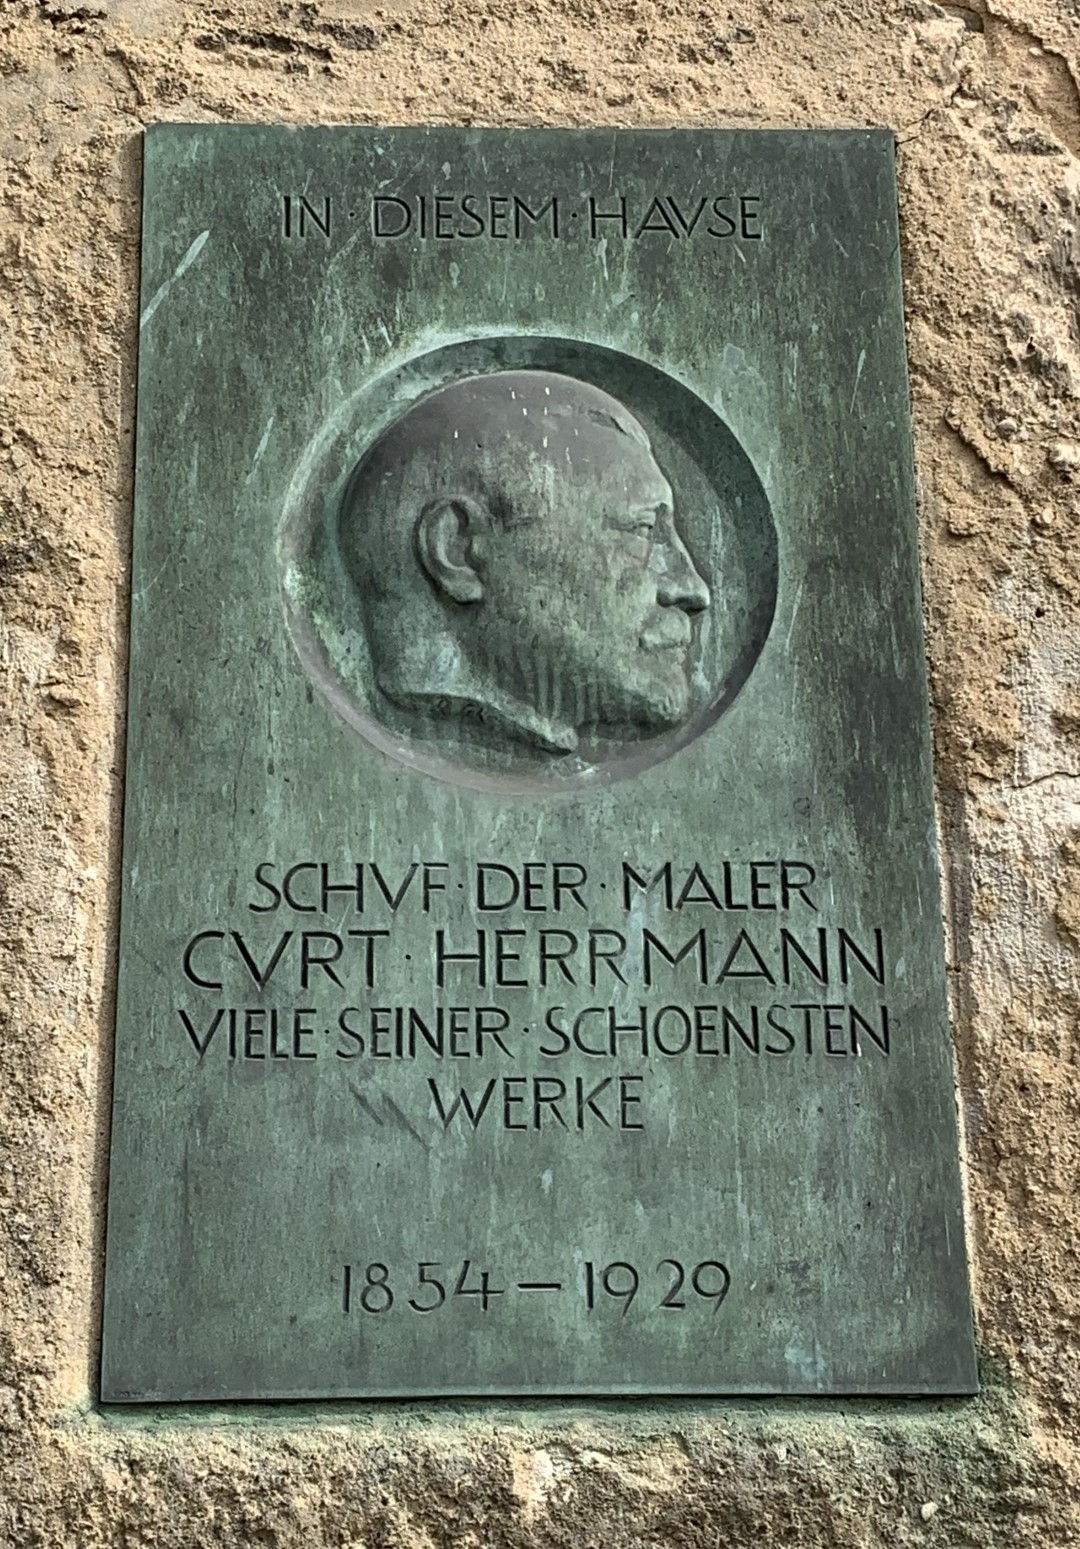 IN · DIESEM · HAVSE
SCHVF · DER · MALER
CVRT · HERRMANN
VIELE · SEINER · SCHOENSTEN
WERKE
1854 – 1929